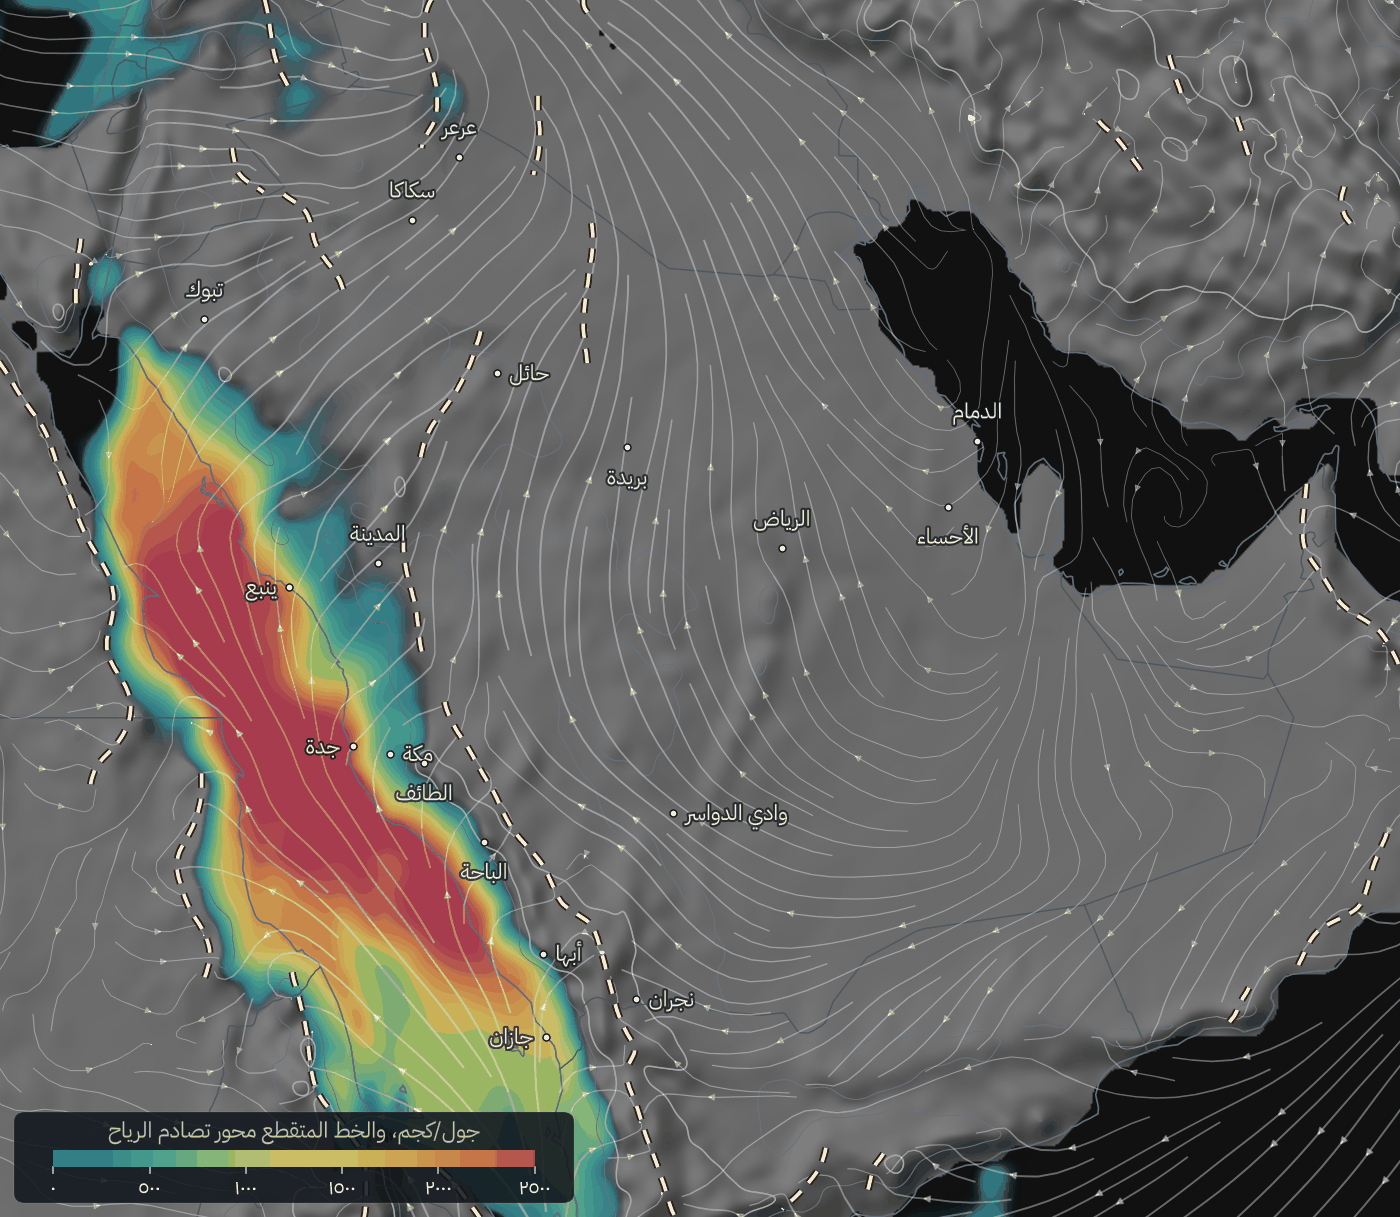 عرعر
سكاكا
تبوك
حائل
الدمام
بريدة
الرياض
الأحساء
المدينة
ينبع
جدة
مكة
الطائف
وادي الدواسر
الباحة
أبها
نجران
جازان
جول/كجم، والخط المتقطع محور تصادم الرياح
٠ ٥٠٠ ١٠٠٠ ١٥٠٠ ٢٠٠٠ ٢٥٠٠